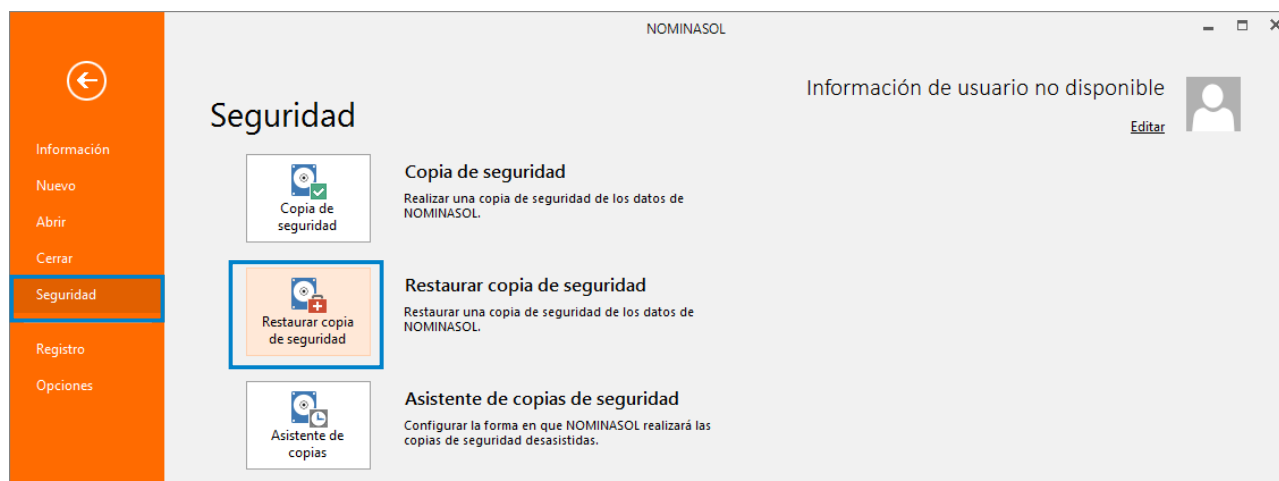 NOMINASOL
Información de usuario no disponible
Editar
Seguridad
Información
Nuevo
Abrir
Cerrar
Seguridad
Registro
Opciones
Copia de
seguridad
Copia de seguridad
Realizar una copia de seguridad de los datos de
NOMINASOL.
Restaurar copia
de seguridad
Restaurar copia de seguridad
Restaurar una copia de seguridad de los datos de
NOMINASOL.
Asistente de
copias
Asistente de copias de seguridad
Configurar la forma en que NOMINASOL realizará las
copias de seguridad desasistidas.